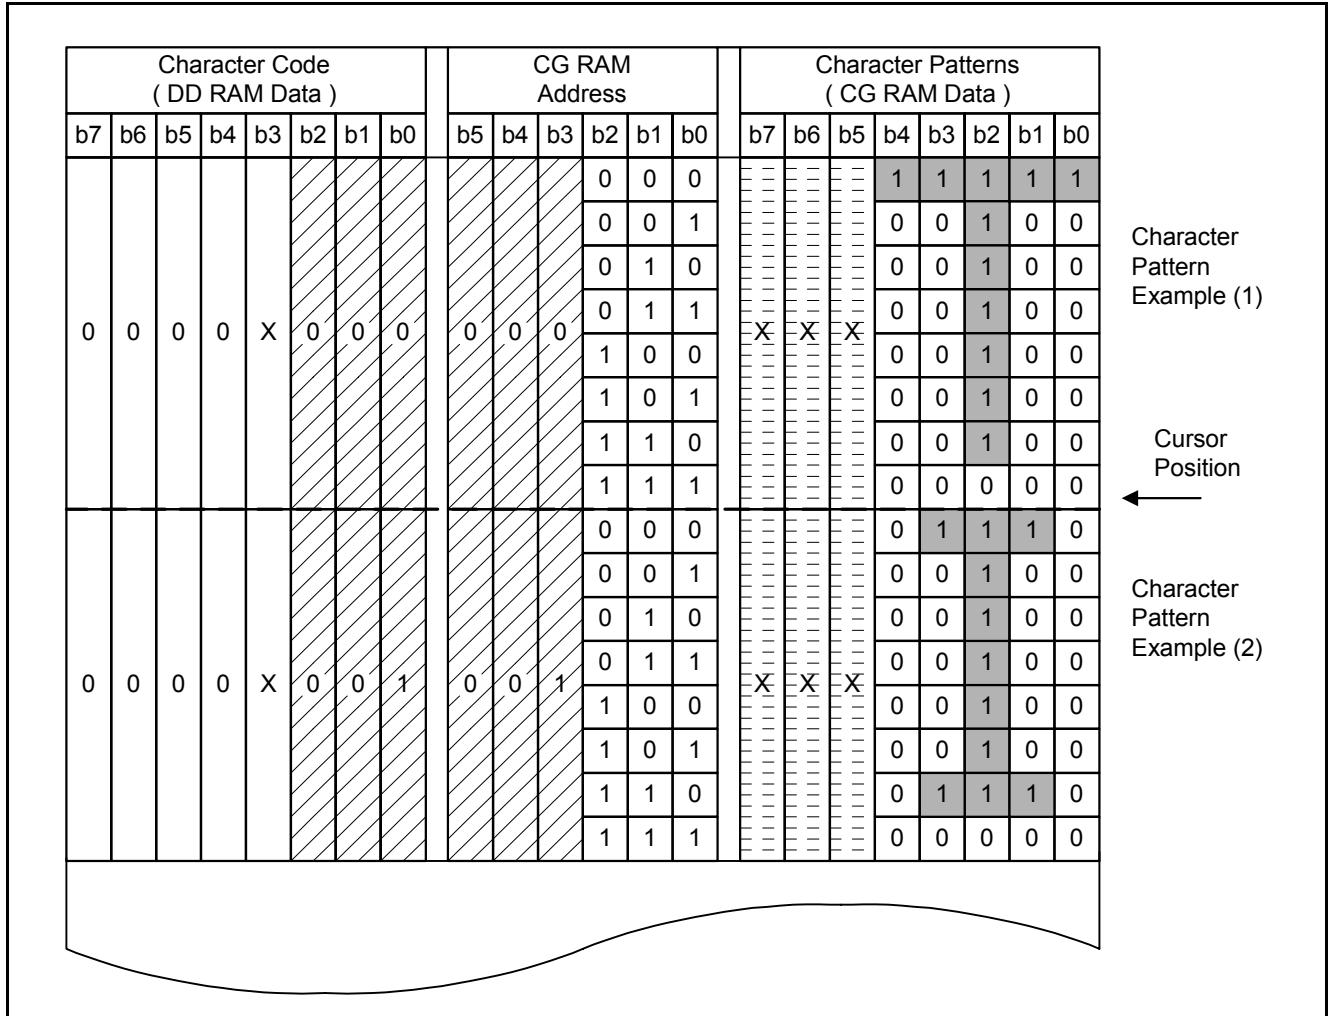 Character Code
( DD RAM Data )
CG RAM
Address
Character Patterns
( CG RAM Data )
b7 b6 b5 b4 b3 b2 b1 b0 b5 b4 b3 b2 b1 b0 b7 b6 b5 b4 b3 b2 b1 b0
0 0 0 1 1 1 1 1
0 0 1 0 0 1 0 0
0 1 0 0 0 1 0 0
0 1 1 0 0 1 0 0
0 0 0 0 X 0 0 0 0 0 0 X X X
1 0 0 0 0 1 0 0
1 0 1 0 0 1 0 0
1 1 0 0 0 1 0 0
1 1 1 0 0 0 0 0
Character
Pattern
Example (1)
Cursor
Position
0 0 0 0 1 1 1 0
0 0 1 0 0 1 0 0
0 1 0 0 0 1 0 0
0 1 1 0 0 1 0 0
0 0 0 0 X 0 0 1 0 0 1 X X X
1 0 0 0 0 1 0 0
1 0 1 0 0 1 0 0
1 1 0 0 1 1 1 0
1 1 1 0 0 0 0 0
Character
Pattern
Example (2)